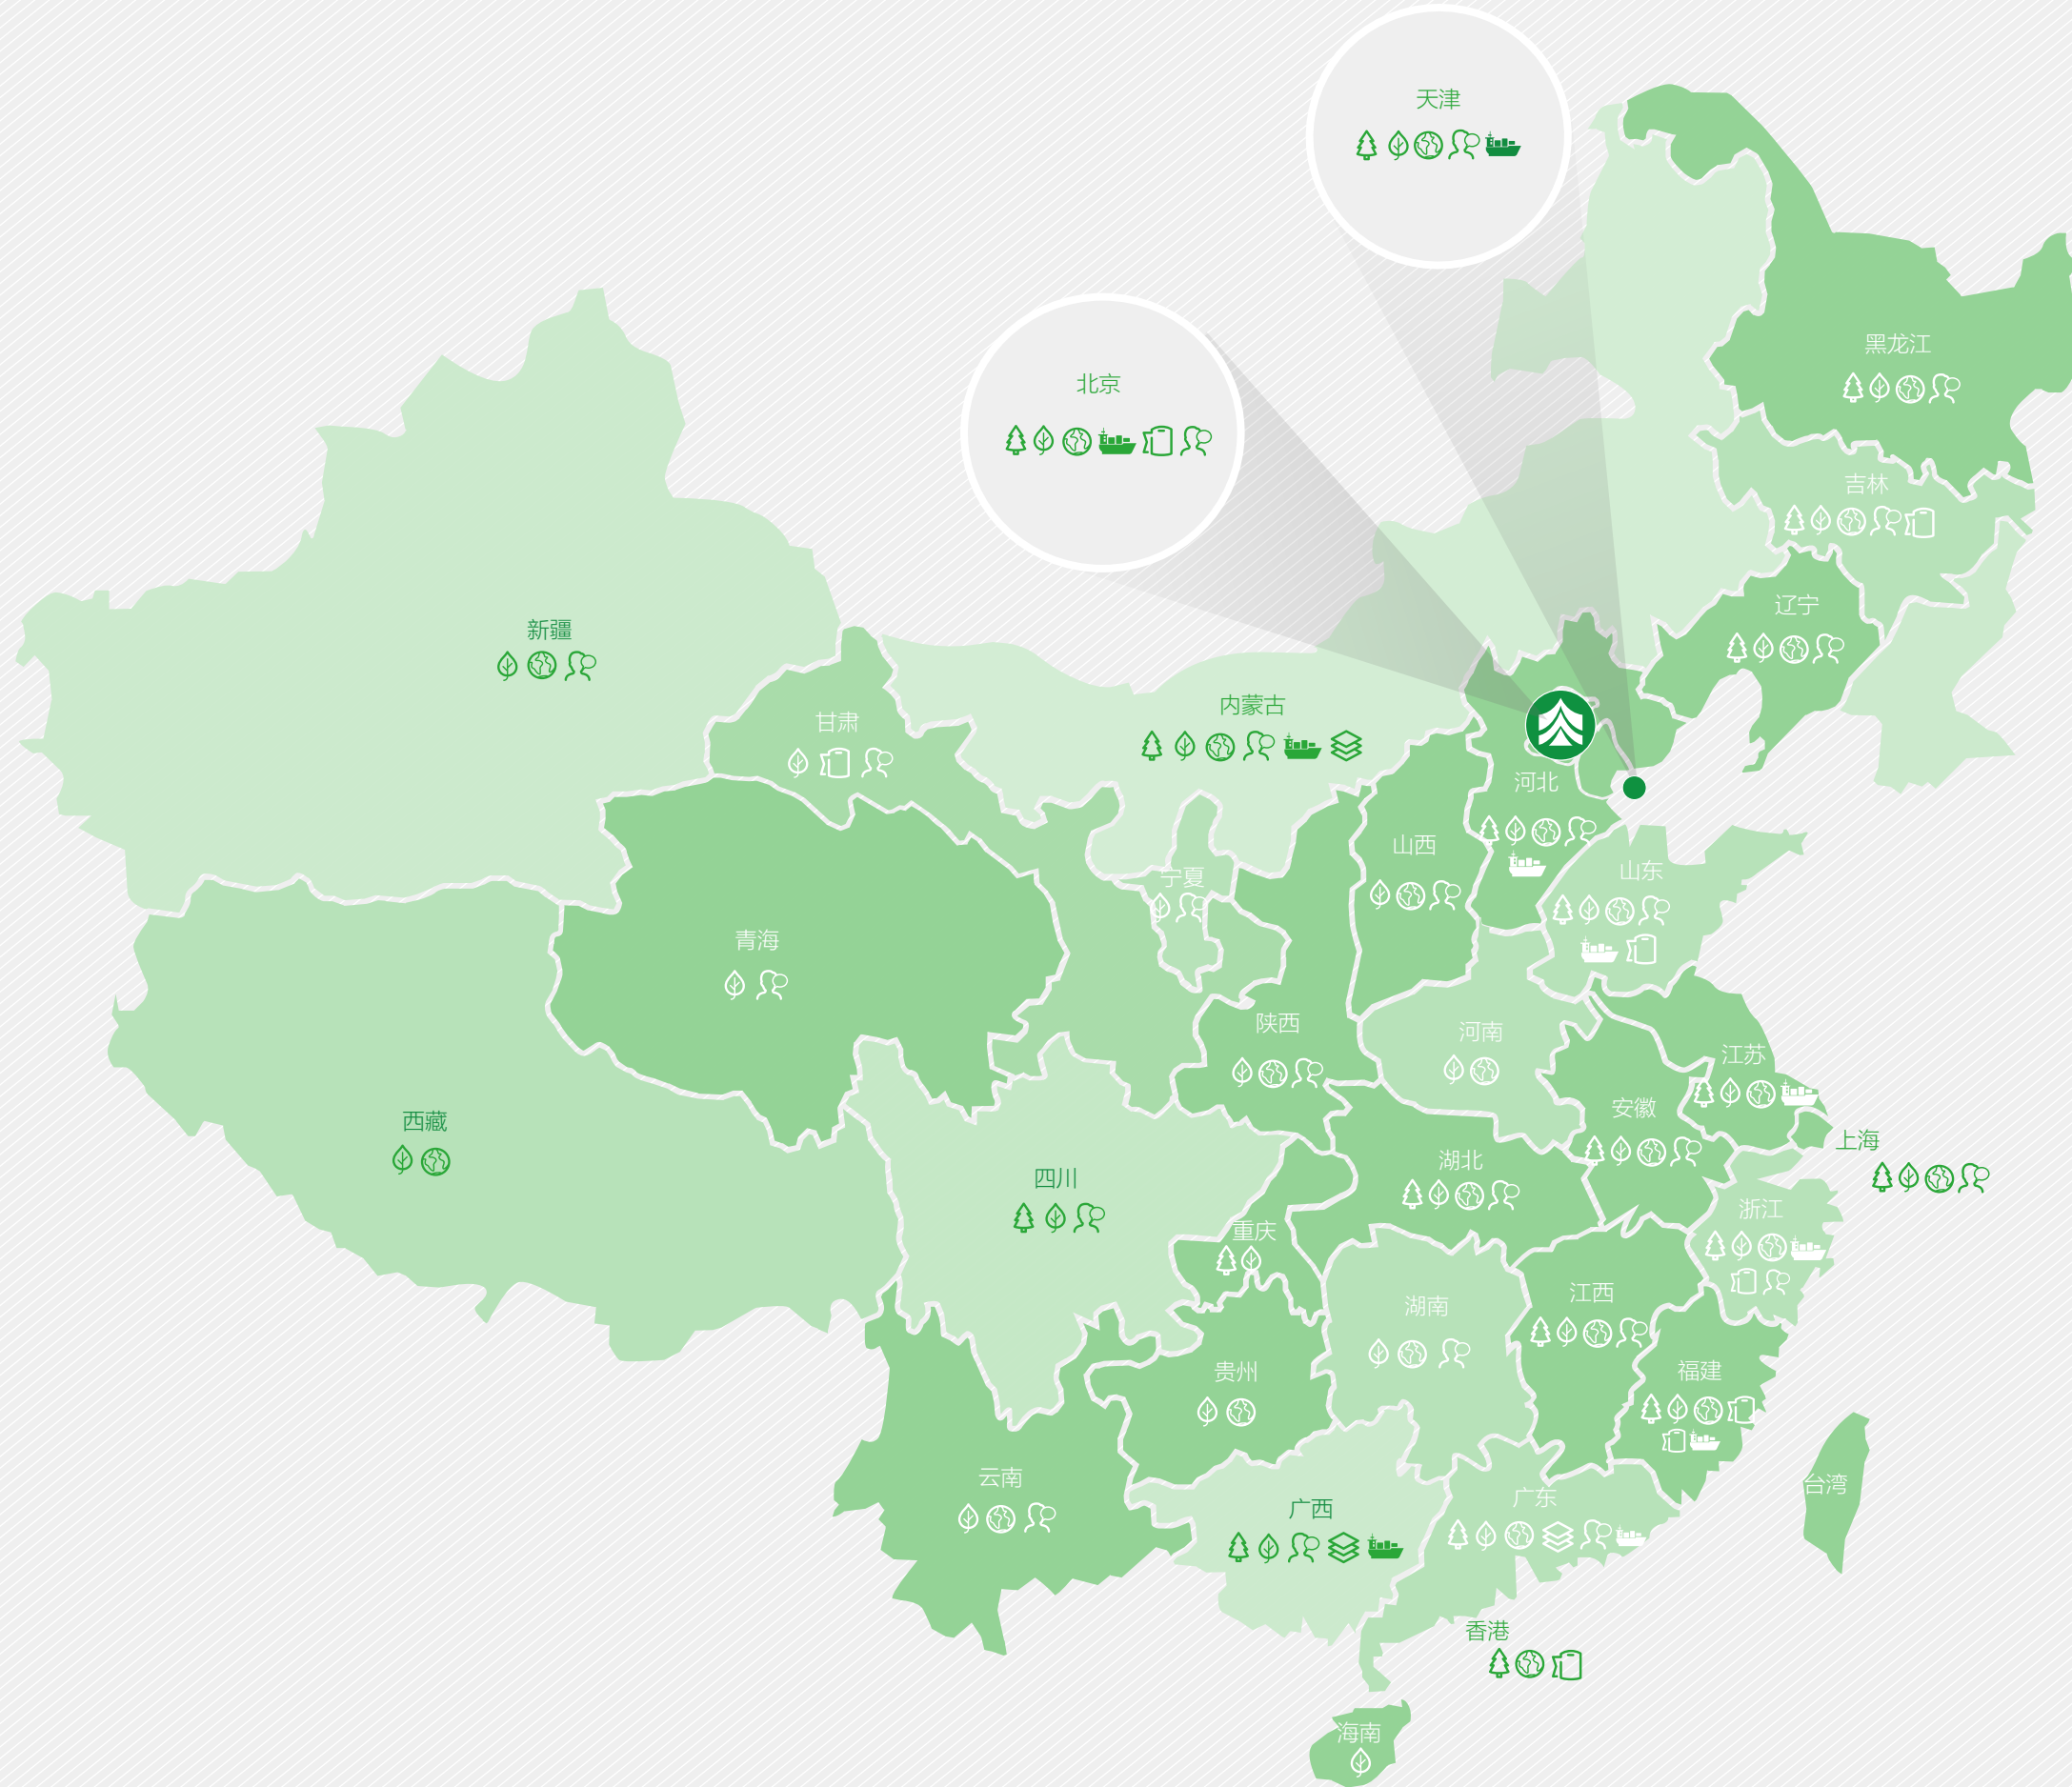 天津
黑龙江
北京
吉林
辽宁
新疆
内蒙古
甘肃
河北
山西
山东
宁夏
青海
陕西
河南
江苏
安徽
西藏
上海
湖北
四川
浙江
重庆
江西
湖南
贵州
福建
云南
台湾
广东
广西
香港
海南